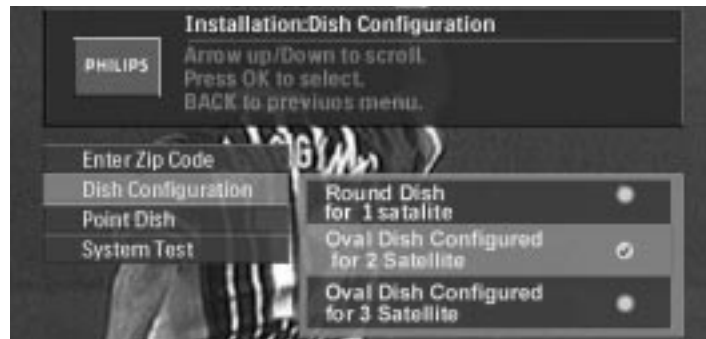 Installation:Dish Configuration
PHILIPS
Arrow up/Down to scroll.
Press OK to select.
BACK to previuos menu.
Enter Zip Code
Dish Configuration
Point Dish
System Test
Round Dish
for 1 satalite
Oval Dish Configured
for 2 Satellite
Oval Dish Configured
for 3 Satellite